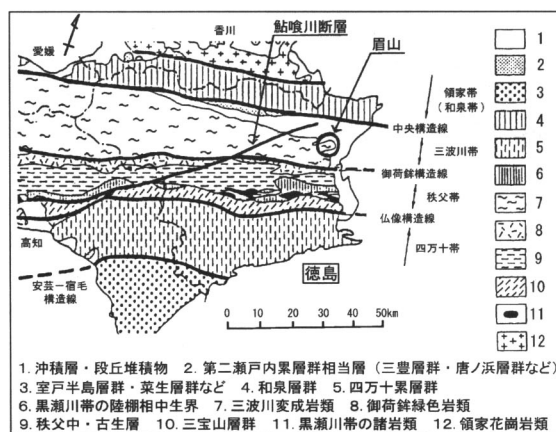 香川
鮎喰川断層
眉山
愛媛
領家帯
(和泉帯)
中央構造線
三波川帯
御荷鉾構造線
秩父帯
仏像構造線
四万十帯
高知
安芸ー宿毛
構造線
徳島
0 10 20 30 40 50km
1
2
3
4
5
6
7
8
9
10
11
12
1. 沖積層・段丘堆積物 2. 第二瀬戸内累層群相当層 (三豊層群・唐ノ浜層群など)
3. 室戸半島層群・菜生層群など 4. 和泉層群 5. 四万十累層群
6. 黒瀬川帯の陸棚相中生界 7. 三波川変成岩類 8. 御荷鉾緑色岩類
9. 秩父中・古生層 10. 三宝山層群 11. 黒瀬川帯の諸岩類 12. 領家花崗岩類